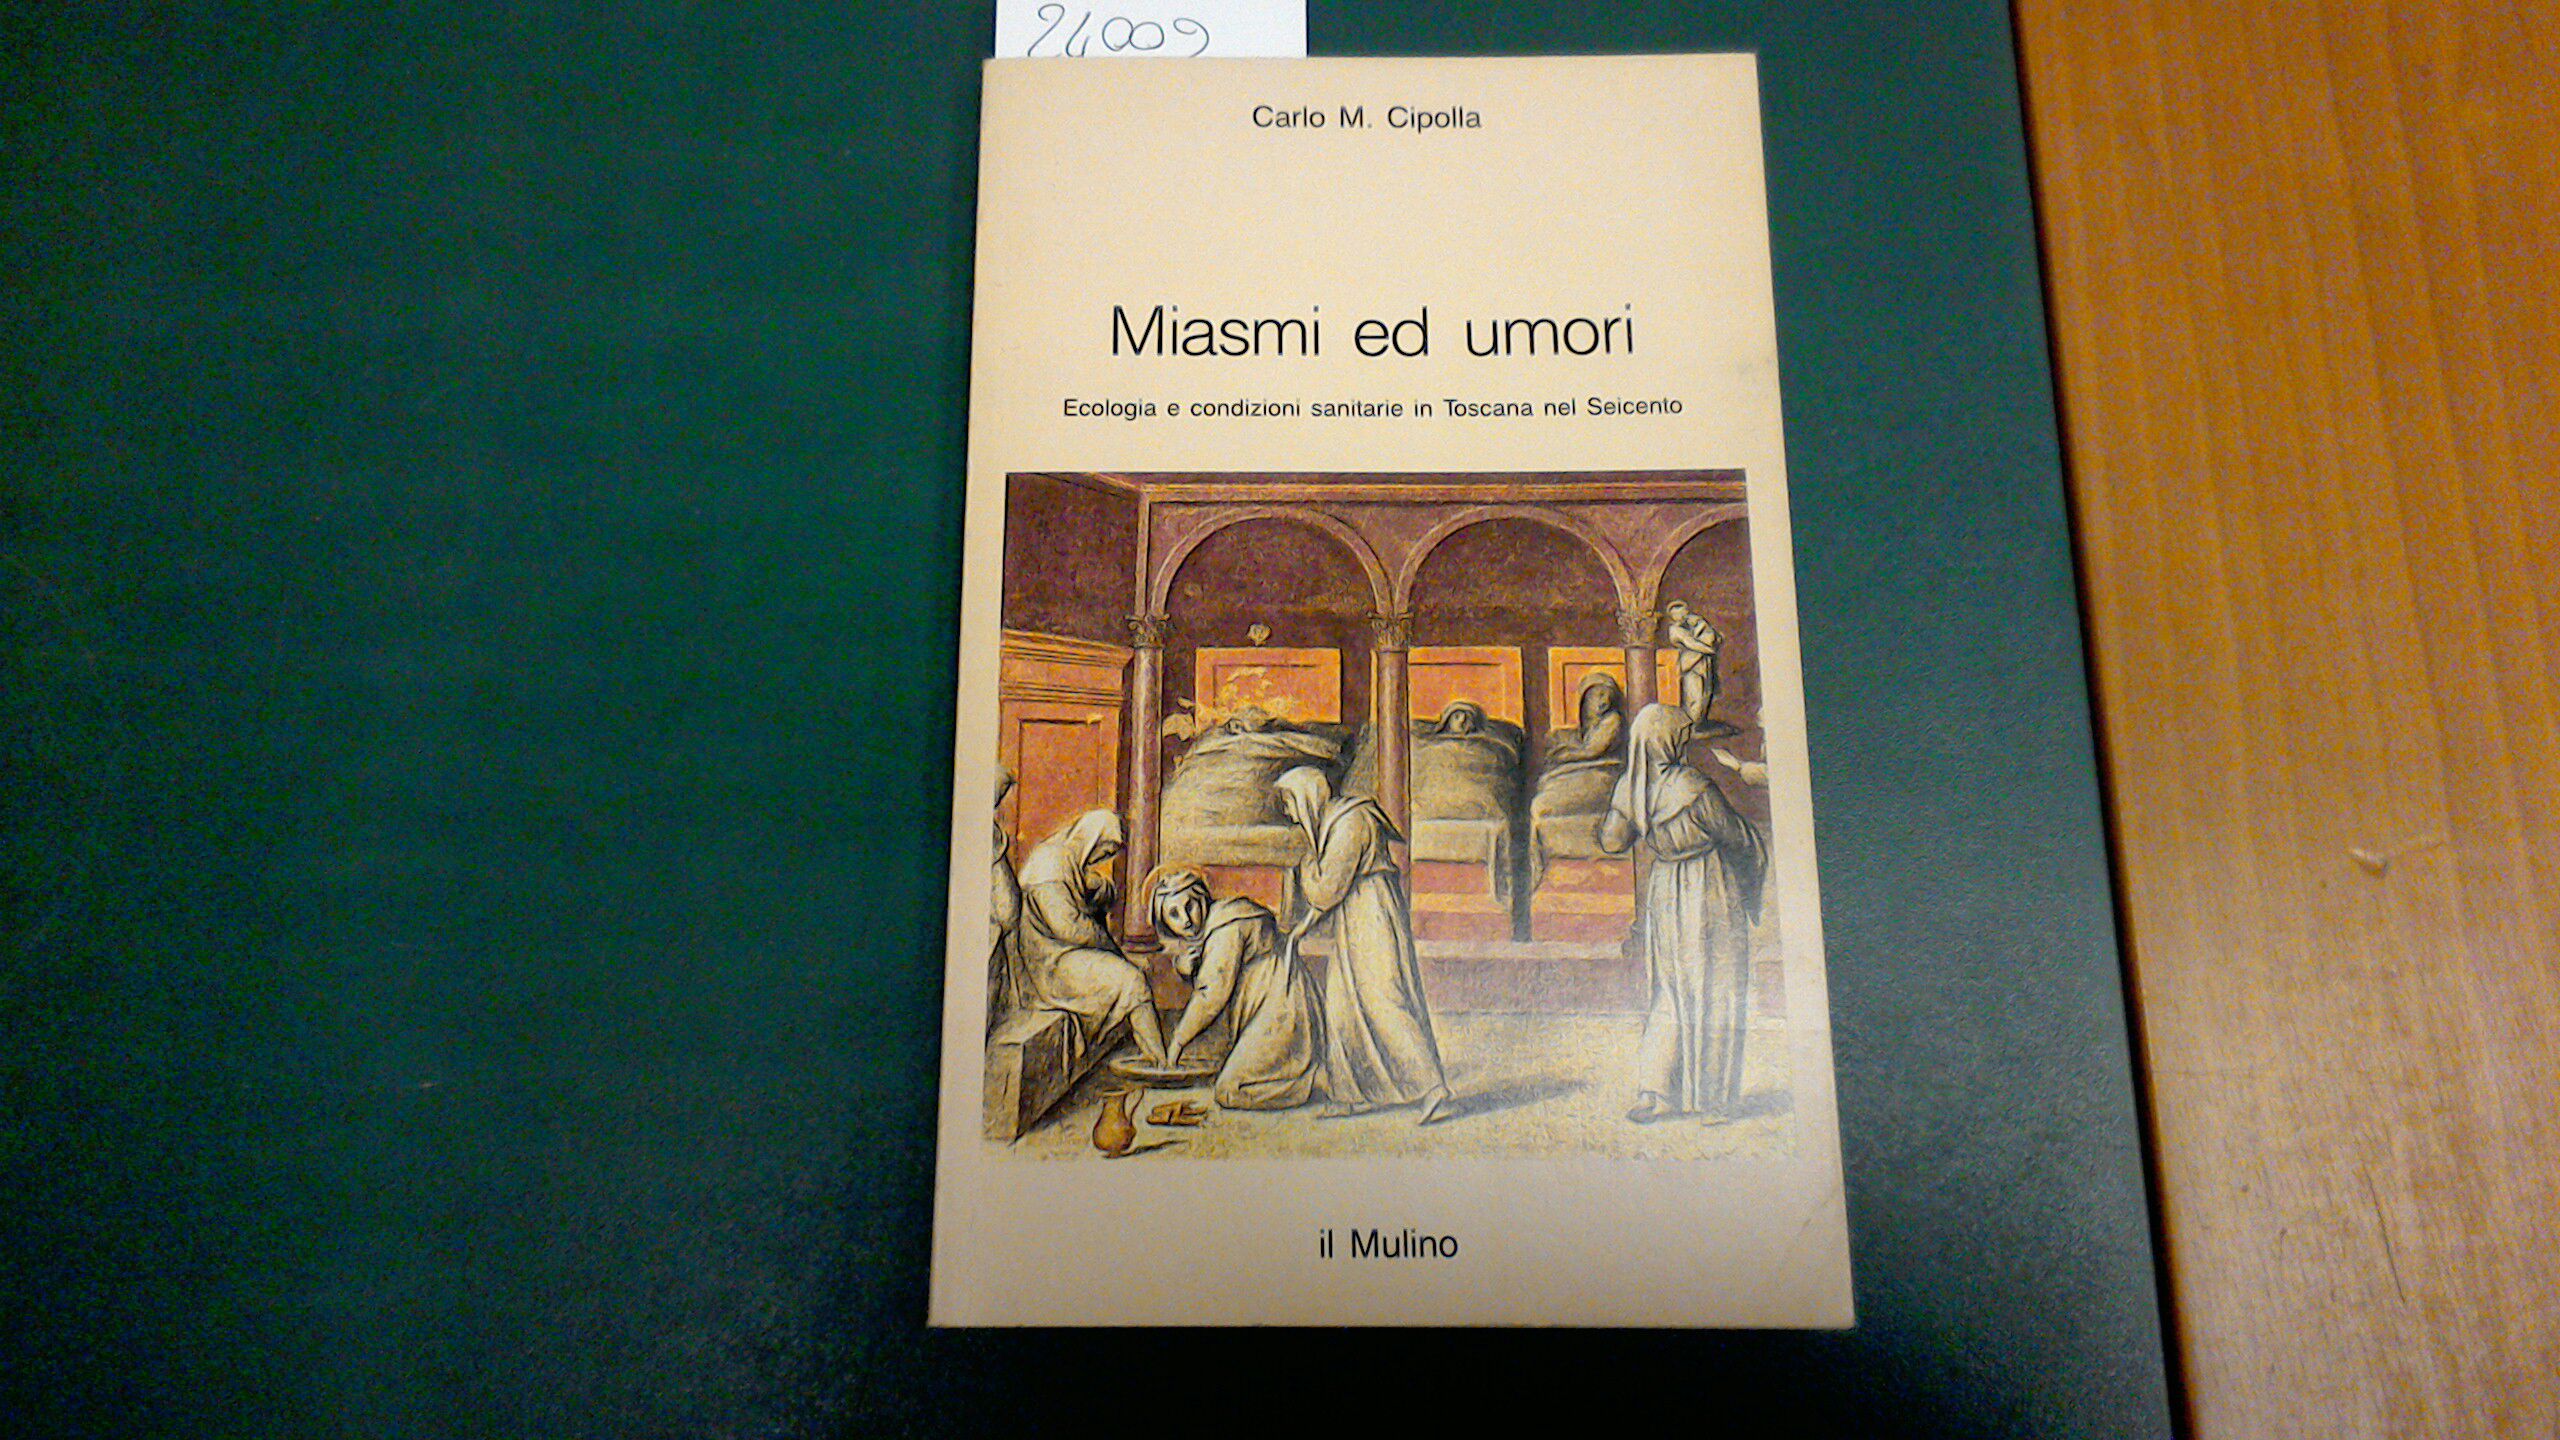 24009
Carlo M. Cipolla
Miasmi ed umori
Ecologia e condizioni sanitarie in Toscana nel Seicento
il Mulino